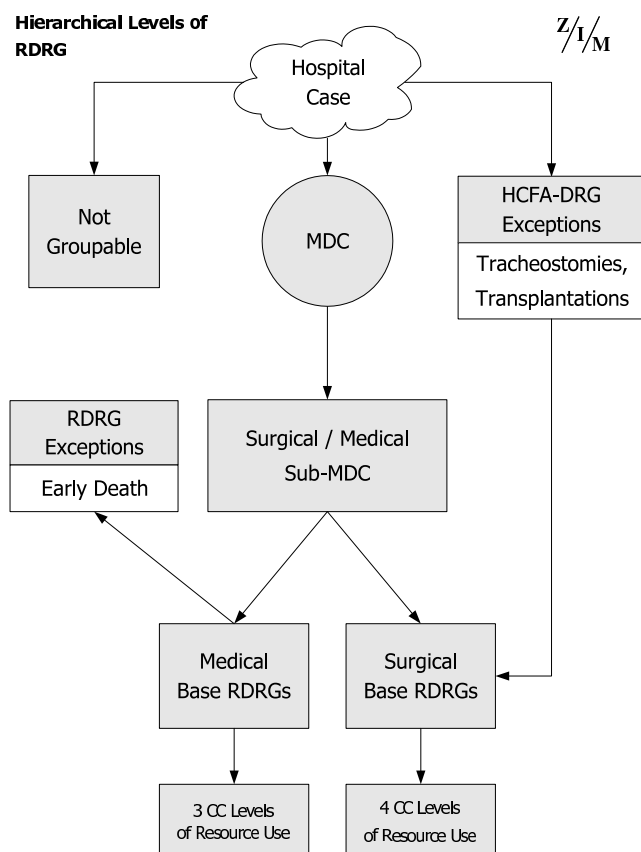 Hierarchical Levels of
RDRG
Z/I/M
Hospital
Case
Not
Groupable
MDC
HCFA-DRG
Exceptions
Tracheostomies,
Transplantations
RDRG
Exceptions
Early Death
Surgical / Medical
Sub-MDC
Medical
Base RDRGs
Surgical
Base RDRGs
3 CC Levels
of Resource Use
4 CC Levels
of Resource Use